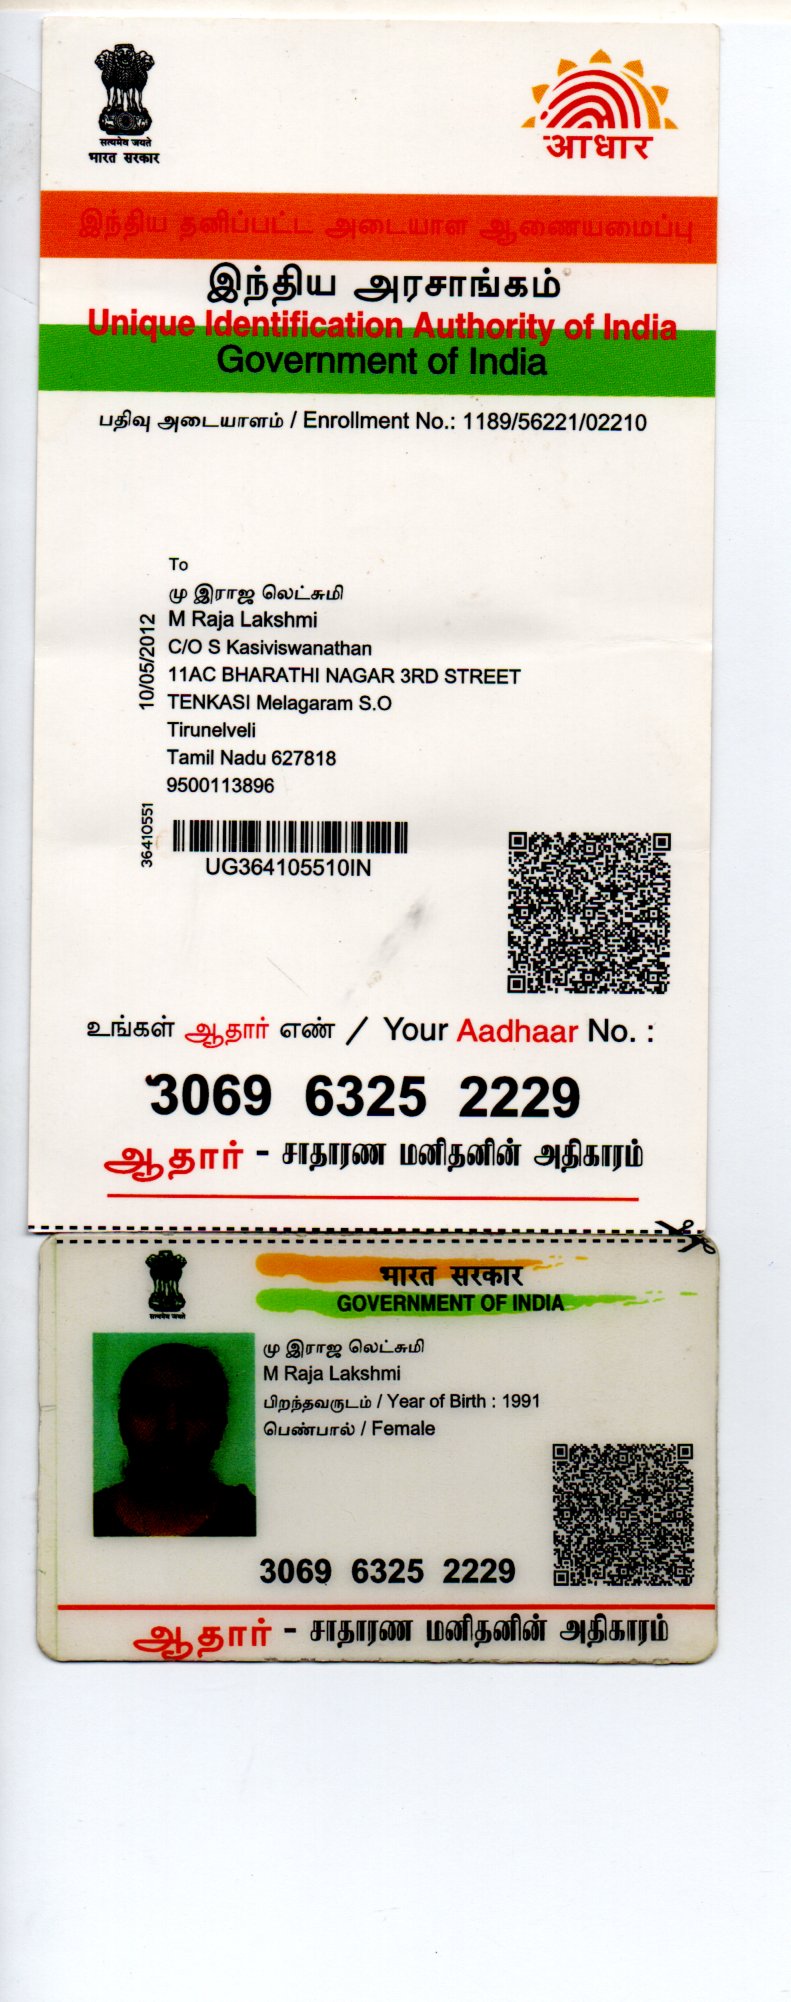 सत्यमेव जयते
भारत सरकार
आधार
இந்திய தனிப்பட்ட அடையாள ஆணையமைப்பு
இந்திய அரசாங்கம்
Unique Identification Authority of India
Government of India
பதிவு அடையாளம் / Enrollment No.: 1189/56221/02210
To
மு இராஜ லெட்சுமி
M Raja Lakshmi
C/O S Kasiviswanathan
11AC BHARATHI NAGAR 3RD STREET
TENKASI Melagaram S.O
Tirunelveli
Tamil Nadu 627818
9500113896
10/05/2012
36410551
UG364105510IN
உங்கள் ஆதார் எண் / Your Aadhaar No. :
3069 6325 2229
ஆதார் - சாதாரண மனிதனின் அதிகாரம்
सत्यमेव जयते
भारत सरकार
GOVERNMENT OF INDIA
மு இராஜ லெட்சுமி
M Raja Lakshmi
பிறந்தவருடம் / Year of Birth : 1991
பெண்பால் / Female
3069 6325 2229
ஆதார் - சாதாரண மனிதனின் அதிகாரம்